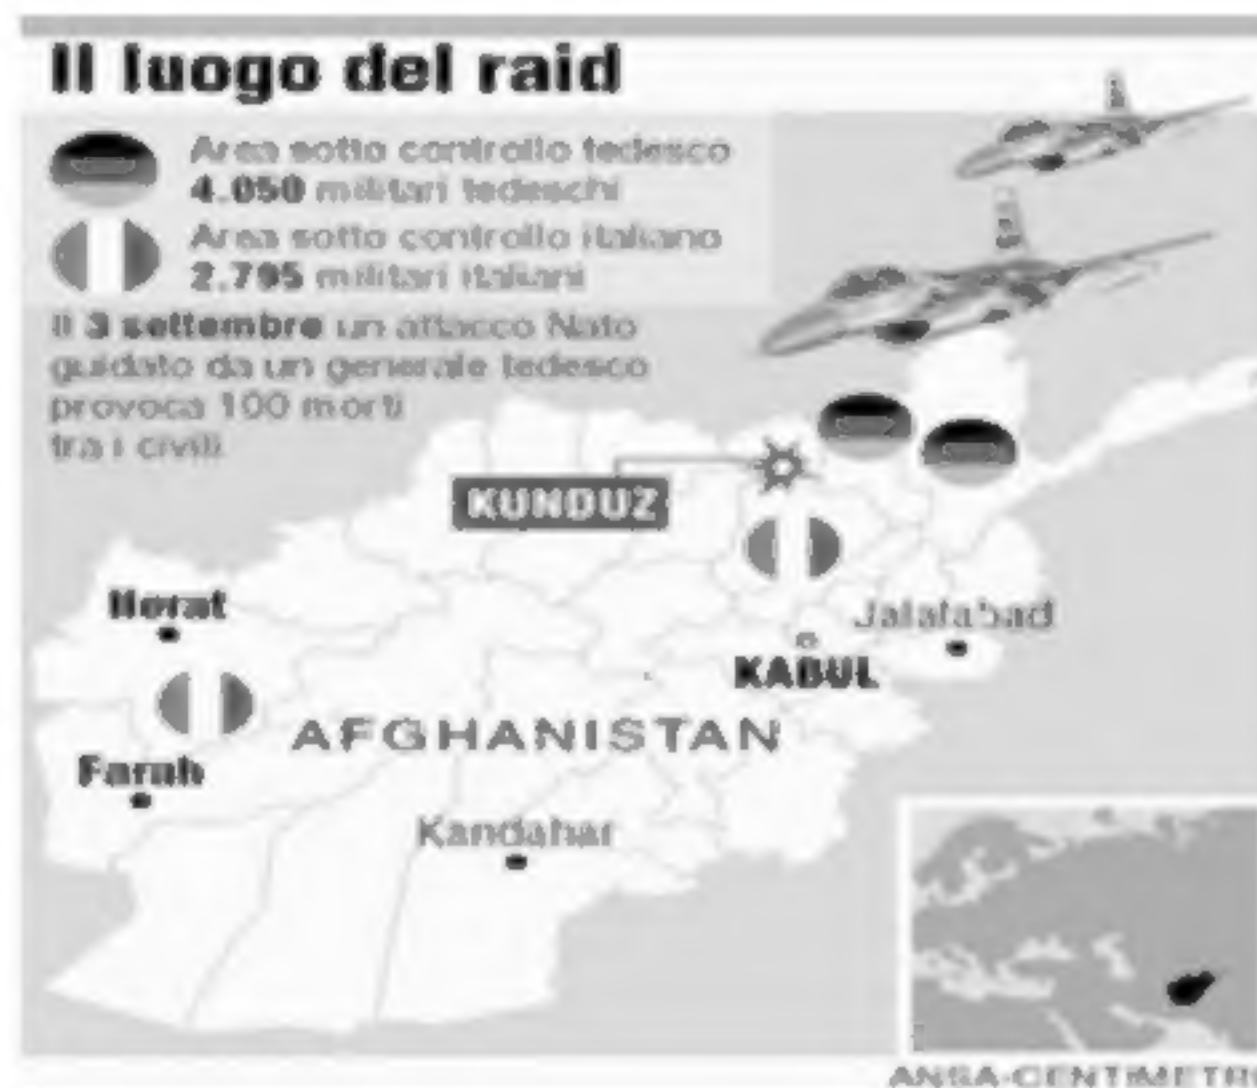 Il luogo del raid
Area sotto controllo tedesco
4.050 militari tedeschi
Area sotto controllo italiano
2.795 militari italiani
Il 3 settembre un attacco Nato
guidato da un generale tedesco
provoca 100 morti
tra i civili
KUNDUZ
Herat
Jalalabad
KABUL
AFGHANISTAN
Farah
Kandahar
ANSA-CENTIMETRI